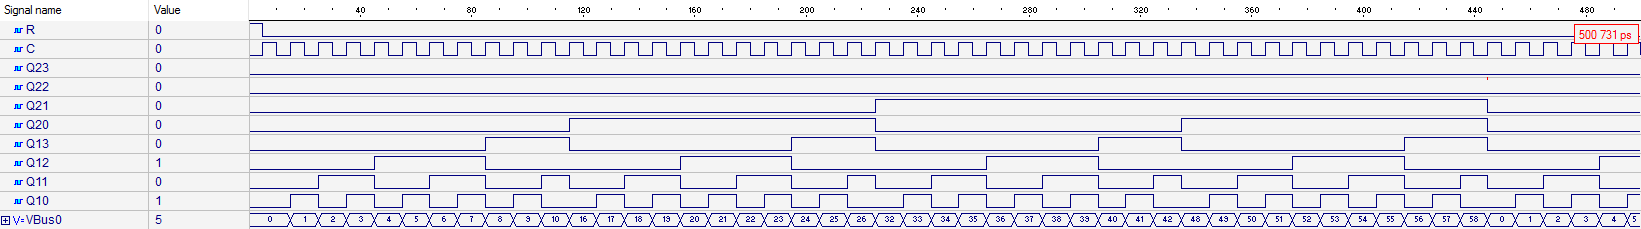 Signal name Value 40 80 120 160 200 240 280 320 360 400 440 480
R 0 500 731 ps
C 0
Q23 0
Q22 0
Q21 0
Q20 0
Q13 0
Q12 1
Q11 0
Q10 1
V=VBus0 5 0 1 2 3 4 5 6 7 8 9 10 16 17 18 19 20 21 22 23 24 25 26 32 33 34 35 36 37 38 39 40 41 42 48 49 50 51 52 53 54 55 56 57 58 0 1 2 3 4 5